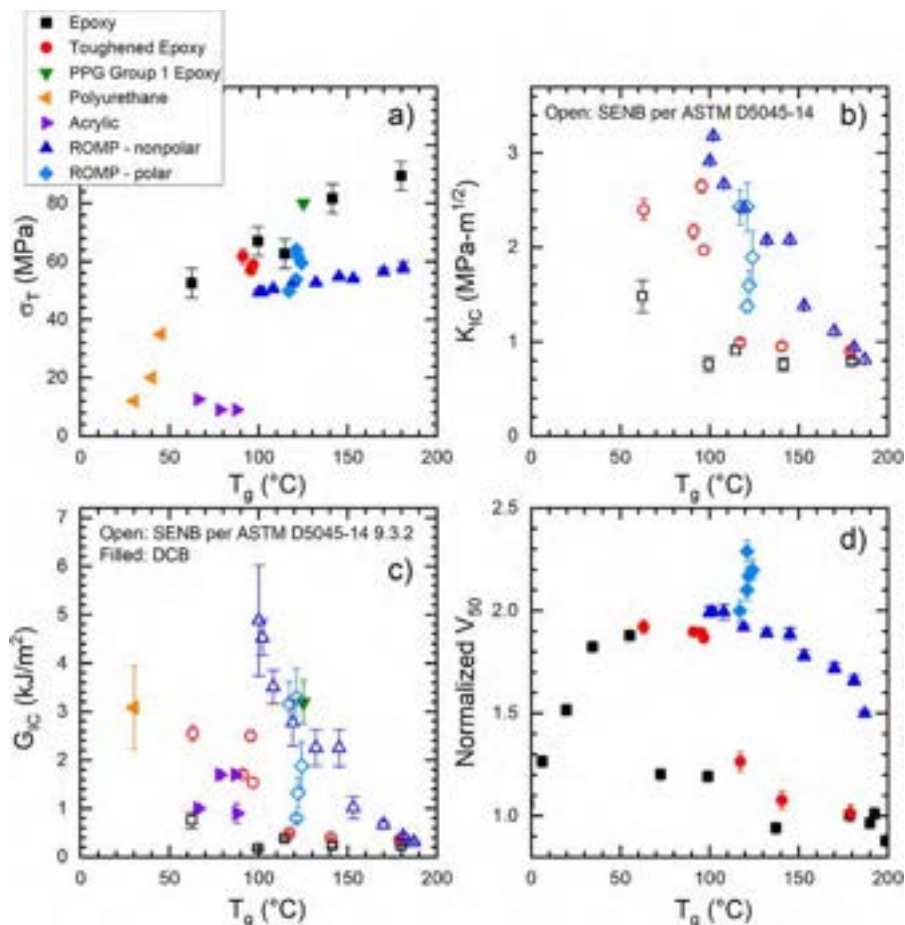 Epoxy
Toughened Epoxy
PPG Group 1 Epoxy
Polyurethane
Acrylic
ROMP - nonpolar
ROMP - polar
a)
80
60
40
20
0
σT (MPa)
0 50 100 150 200
Tg (°C)
Open: SENB per ASTM D5045-14
b)
3
2
1
0
KIC (MPa-m1/2)
0 50 100 150 200
Tg (°C)
Open: SENB per ASTM D5045-14 9.3.2
Filled: DCB
c)
7
6
5
4
3
2
1
0
GIC (kJ/m2)
0 50 100 150 200
Tg (°C)
d)
2.5
2.0
1.5
1.0
Normalized V50
0 50 100 150 200
Tg (°C)